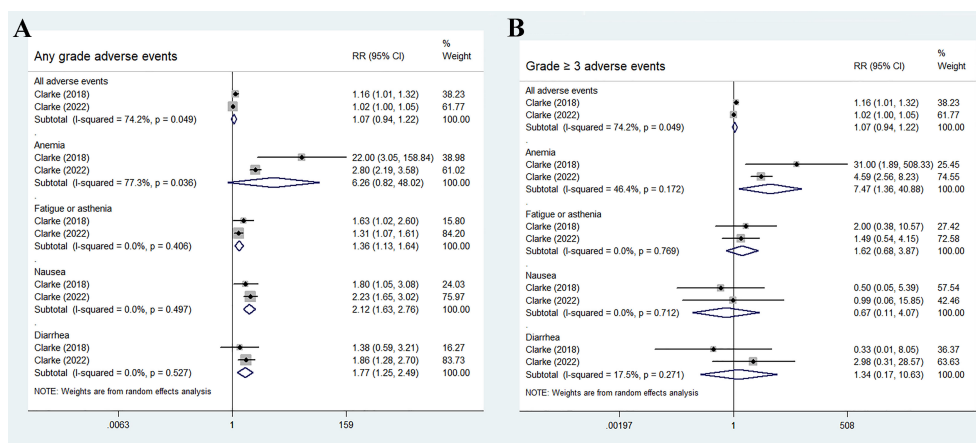 A
Any grade adverse events
RR (95% CI)
%
Weight
All adverse events
Clarke (2018) 1.16 (1.01, 1.32) 38.23
Clarke (2022) 1.02 (1.00, 1.05) 61.77
Subtotal (I-squared = 74.2%, p = 0.049) 1.07 (0.94, 1.22) 100.00
.
Anemia
Clarke (2018) 22.00 (3.05, 158.84) 38.98
Clarke (2022) 2.80 (2.19, 3.58) 61.02
Subtotal (I-squared = 77.3%, p = 0.036) 6.26 (0.82, 48.02) 100.00
.
Fatigue or asthenia
Clarke (2018) 1.63 (1.02, 2.60) 15.80
Clarke (2022) 1.31 (1.07, 1.61) 84.20
Subtotal (I-squared = 0.0%, p = 0.406) 1.36 (1.13, 1.64) 100.00
.
Nausea
Clarke (2018) 1.80 (1.05, 3.08) 24.03
Clarke (2022) 2.23 (1.65, 3.02) 75.97
Subtotal (I-squared = 0.0%, p = 0.497) 2.12 (1.63, 2.76) 100.00
.
Diarrhea
Clarke (2018) 1.38 (0.59, 3.21) 16.27
Clarke (2022) 1.86 (1.28, 2.70) 83.73
Subtotal (I-squared = 0.0%, p = 0.527) 1.77 (1.25, 2.49) 100.00
NOTE: Weights are from random effects analysis
.0063 1 159
B
Grade ≥ 3 adverse events
RR (95% CI)
%
Weight
All adverse events
Clarke (2018) 1.16 (1.01, 1.32) 38.23
Clarke (2022) 1.02 (1.00, 1.05) 61.77
Subtotal (I-squared = 74.2%, p = 0.049) 1.07 (0.94, 1.22) 100.00
.
Anemia
Clarke (2018) 31.00 (1.89, 508.33) 25.45
Clarke (2022) 4.59 (2.56, 8.23) 74.55
Subtotal (I-squared = 46.4%, p = 0.172) 7.47 (1.36, 40.88) 100.00
.
Fatigue or asthenia
Clarke (2018) 2.00 (0.38, 10.57) 27.42
Clarke (2022) 1.49 (0.54, 4.15) 72.58
Subtotal (I-squared = 0.0%, p = 0.769) 1.62 (0.68, 3.87) 100.00
.
Nausea
Clarke (2018) 0.50 (0.05, 5.39) 57.54
Clarke (2022) 0.99 (0.06, 15.85) 42.46
Subtotal (I-squared = 0.0%, p = 0.712) 0.67 (0.11, 4.07) 100.00
.
Diarrhea
Clarke (2018) 0.33 (0.01, 8.05) 36.37
Clarke (2022) 2.98 (0.31, 28.57) 63.63
Subtotal (I-squared = 17.5%, p = 0.271) 1.34 (0.17, 10.63) 100.00
NOTE: Weights are from random effects analysis
.00197 1 508